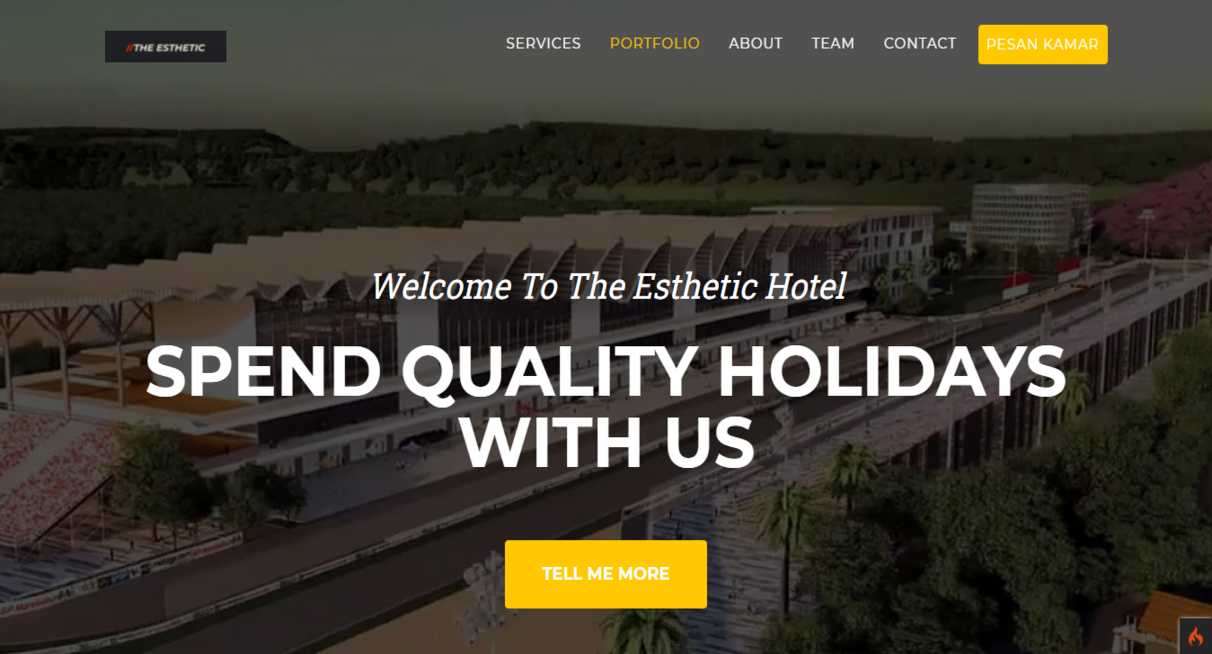 //THE ESTHETIC
SERVICES PORTFOLIO ABOUT TEAM CONTACT PESAN KAMAR
Welcome To The Esthetic Hotel
SPEND QUALITY HOLIDAYS
WITH US
TELL ME MORE